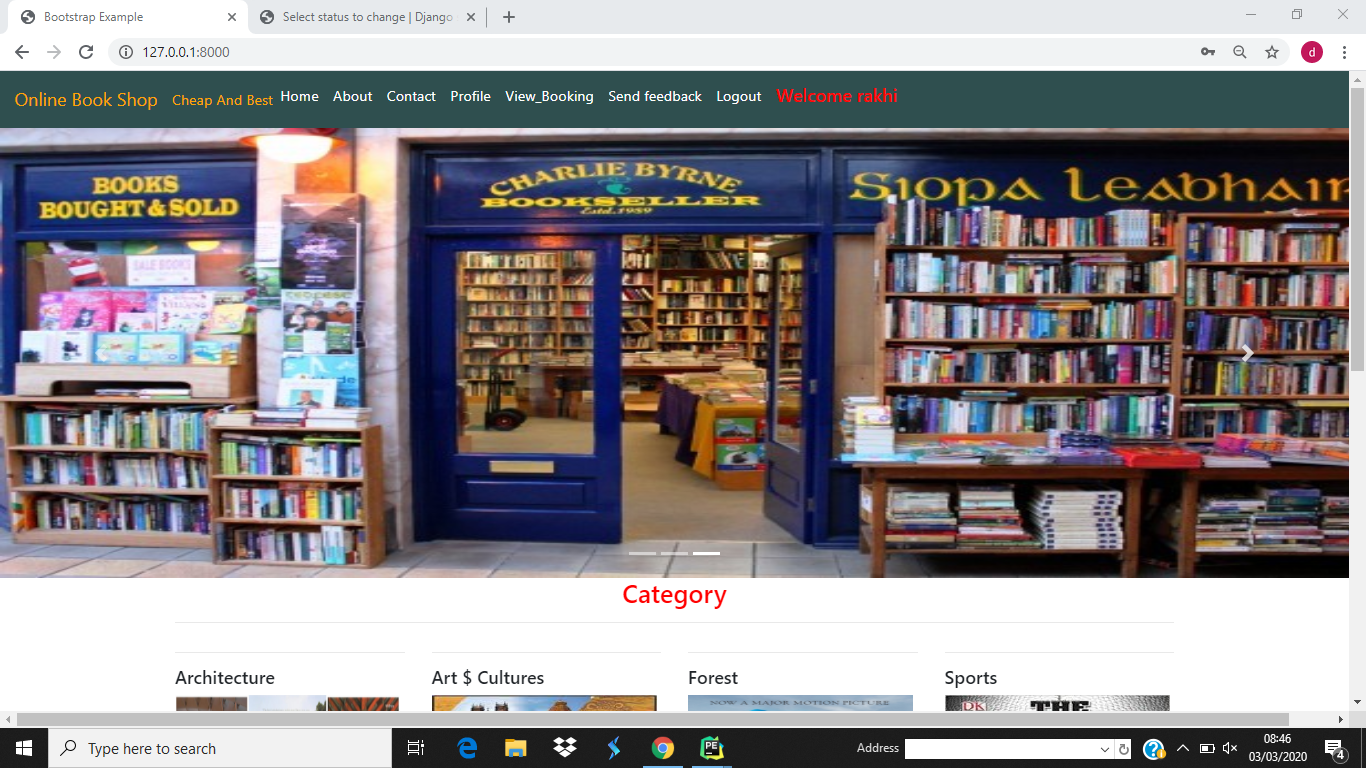 Bootstrap Example
Select status to change | Django
127.0.0.1:8000
d
Online Book Shop
Cheap And Best
Home
About
Contact
Profile
View_Booking
Send feedback
Logout
Welcome rakhi
BOOKS
BOUGHT & SOLD
CHARLIE BYRNE
BOOKSELLER
Estd. 1989
Siopa Leabhair
SALE BOOKS
Category
Architecture
Art $ Cultures
Forest
Sports
NOW A MAJOR MOTION PICTURE
DK
THE
Type here to search
PE
Address
08:46
03/03/2020
4